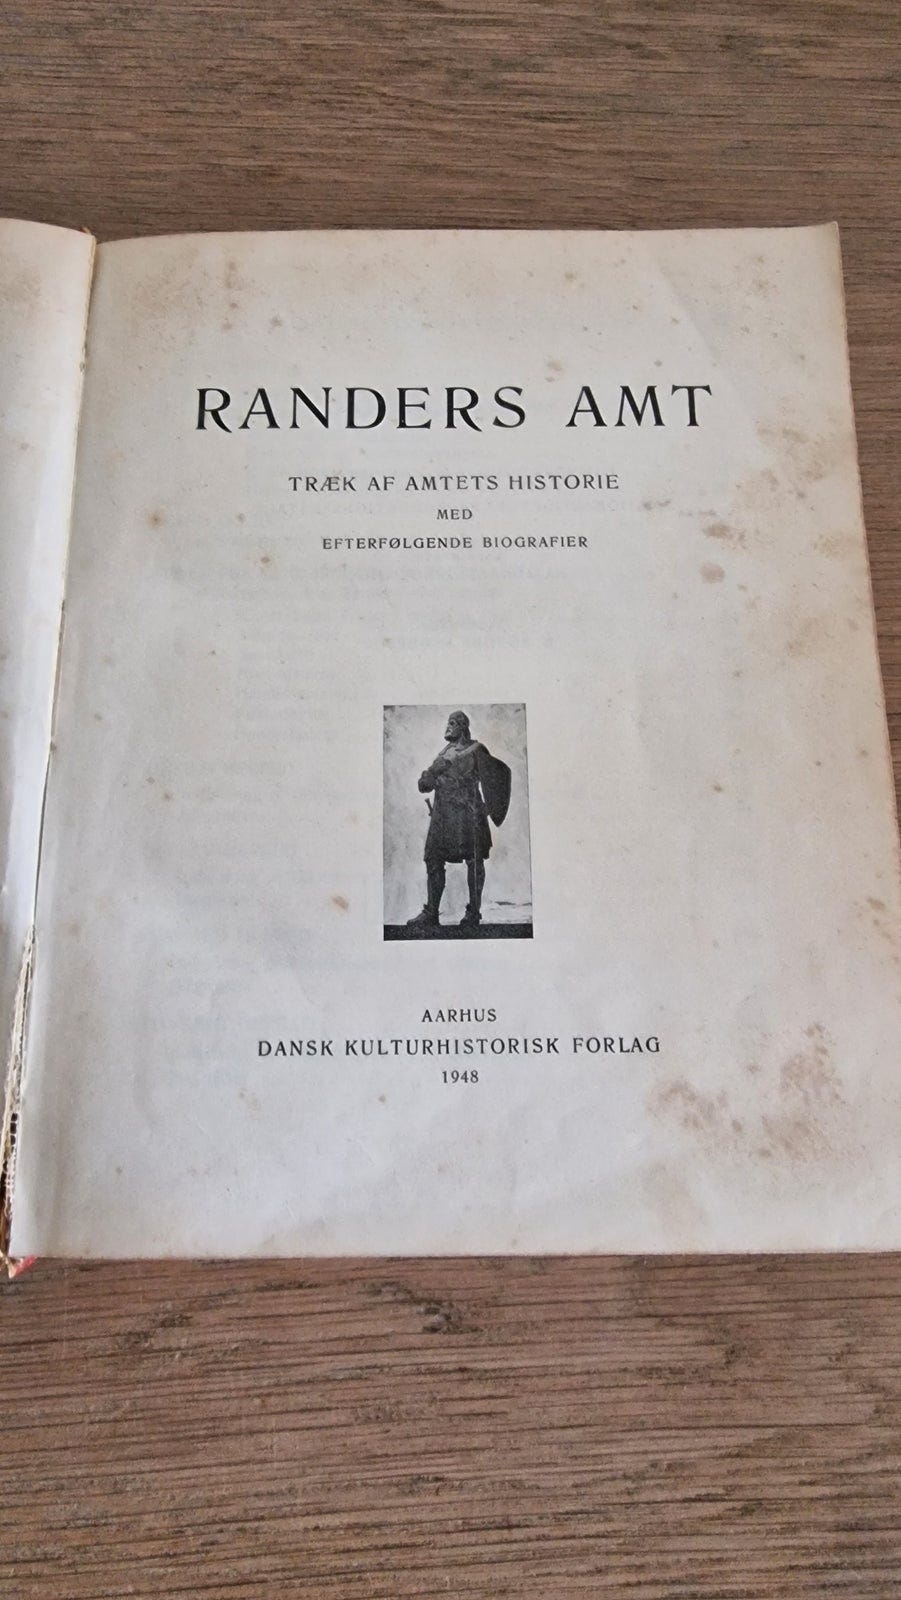 RANDERS AMT
TRÆK AF AMTETS HISTORIE
MED
EFTERFØLGENDE BIOGRAFIER
AARHUS
DANSK KULTURHISTORISK FORLAG
1948